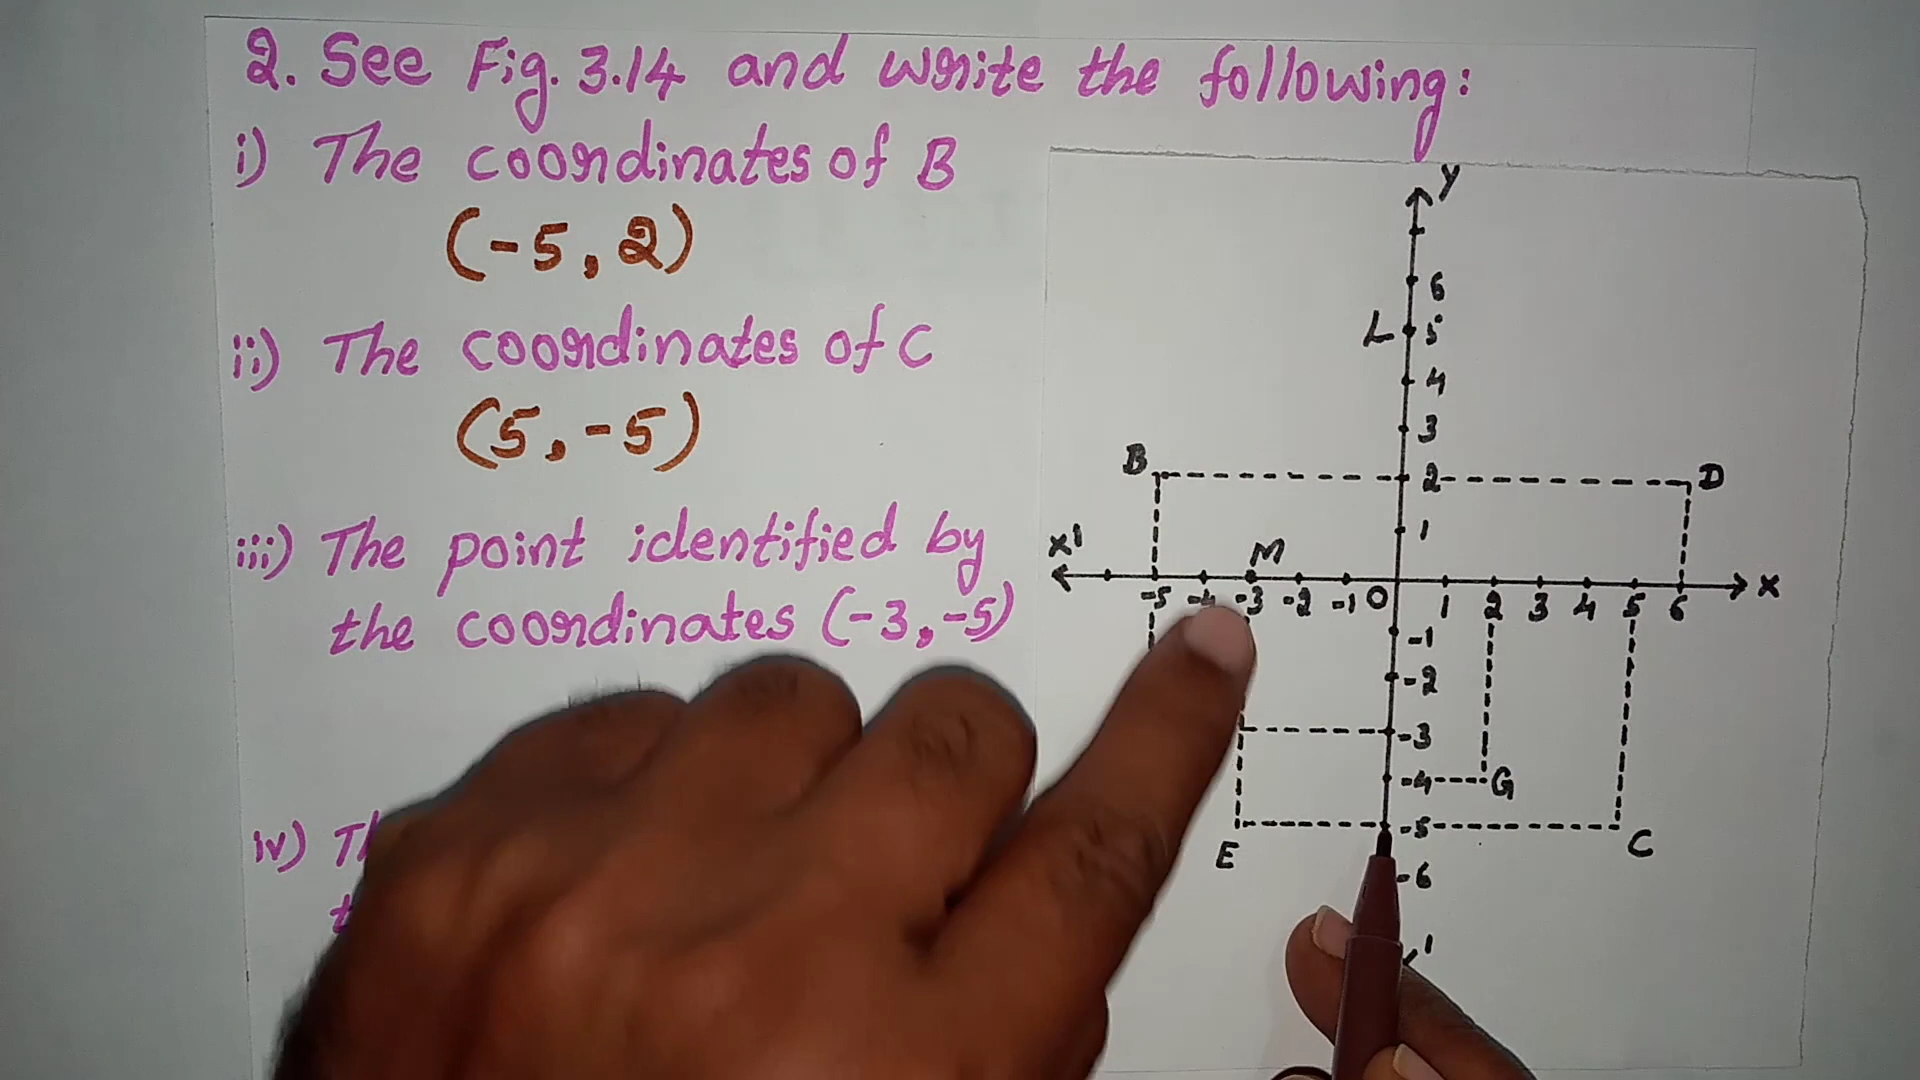 2. See Fig. 3.14 and write the following:
i) The coordinates of B
(-5, 2)
ii) The coordinates of C
(5, -5)
iii) The point identified by
the coordinates (-3, -5)
iv)
Y
6
L 5
4
3
B 2 D
1
X' M X
-5 -3 -2 -1 O 1 2 3 4 5 6
-1
-2
-3
-4 G
-5
E C
-6